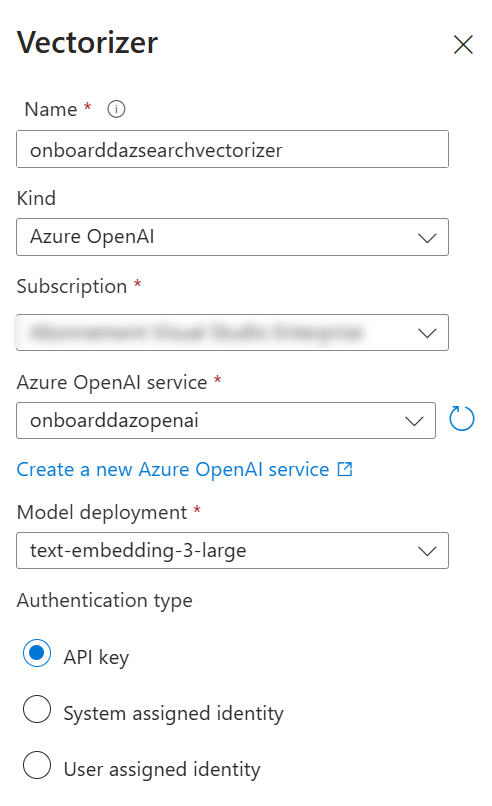 Vectorizer
Name *
onboarddazsearchvectorizer
Kind
Azure OpenAI
Subscription *
Azure OpenAI service *
onboarddazopenai
Create a new Azure OpenAI service
Model deployment *
text-embedding-3-large
Authentication type
API key
System assigned identity
User assigned identity